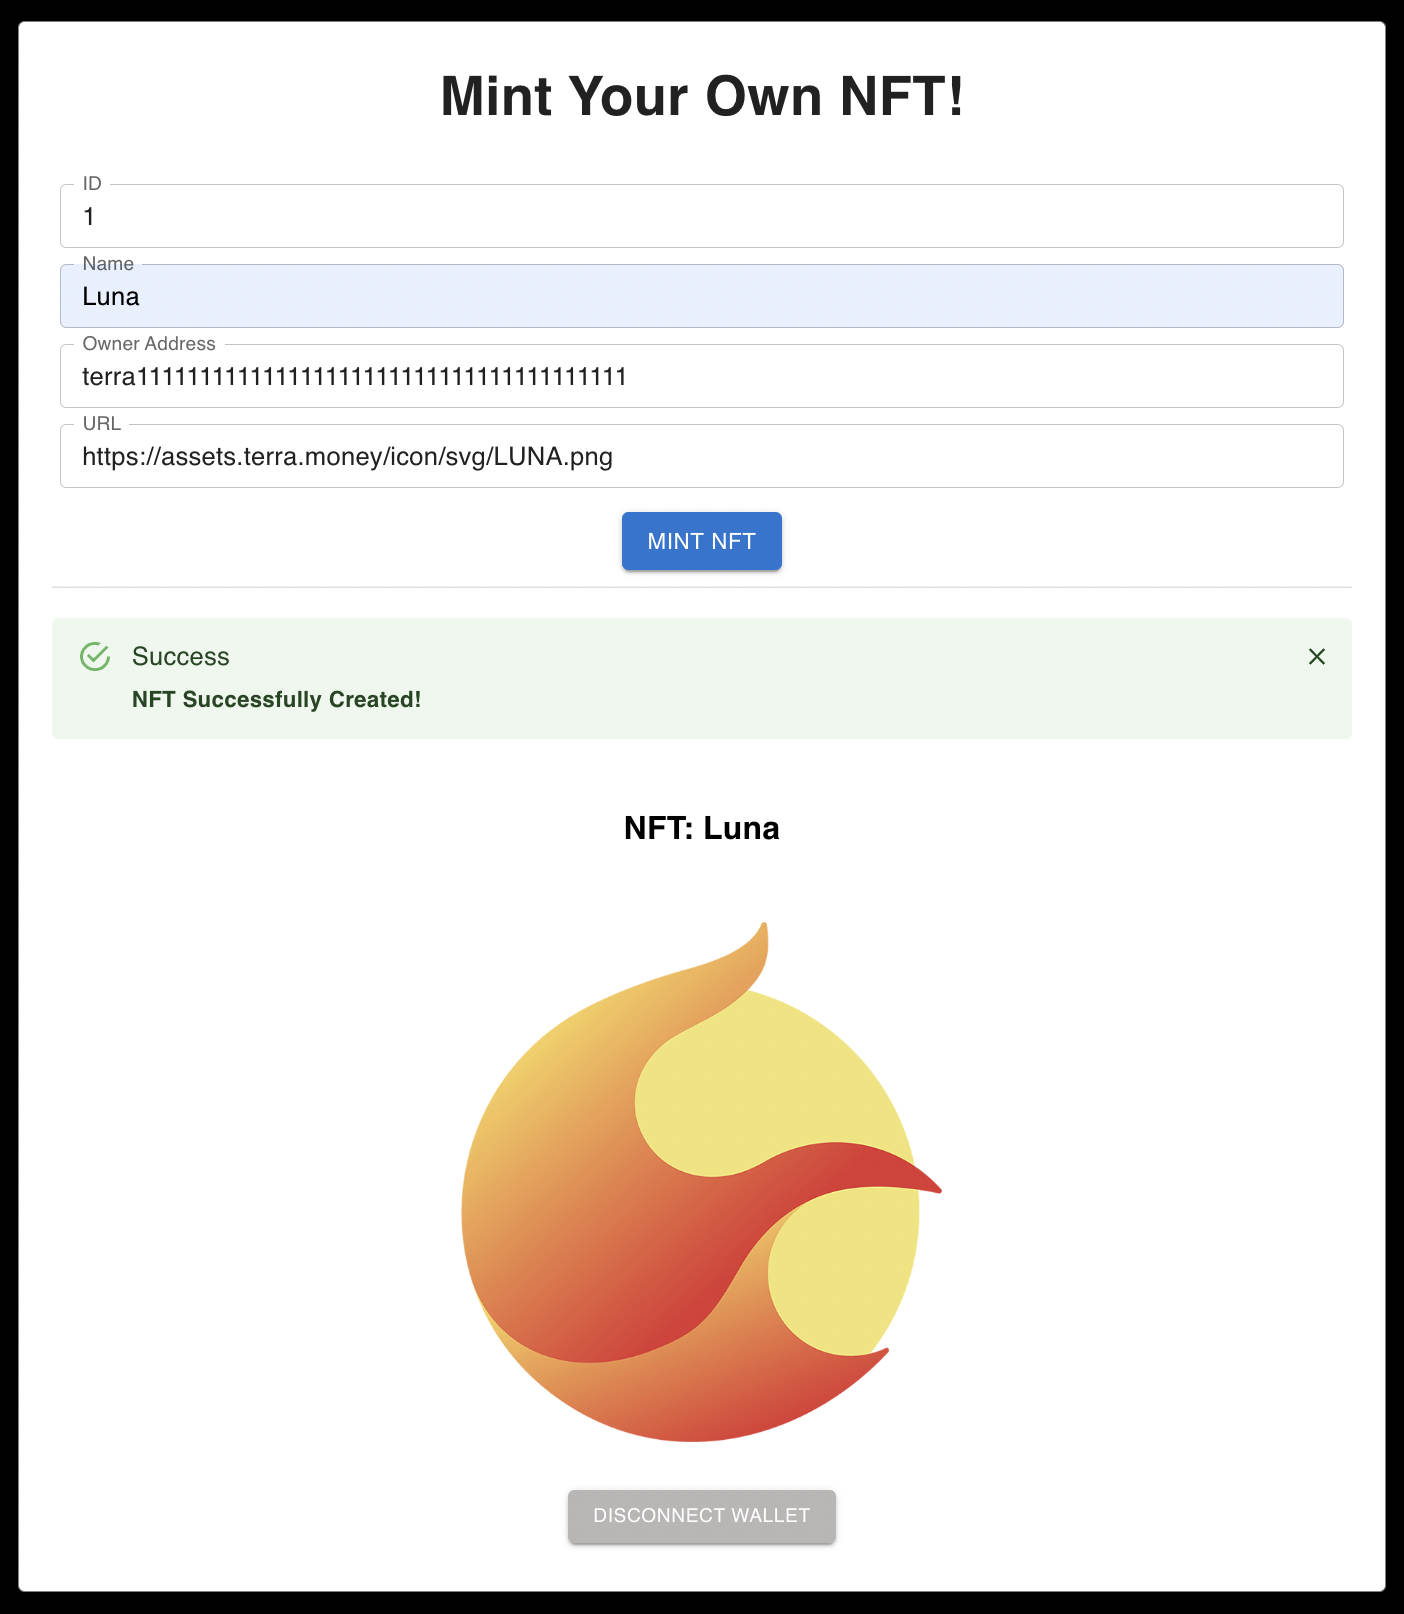 Mint Your Own NFT!
ID
1
Name
Luna
Owner Address
terra111111111111111111111111111111111111111
URL
https://assets.terra.money/icon/svg/LUNA.png
MINT NFT
Success
NFT Successfully Created!
NFT: Luna
DISCONNECT WALLET